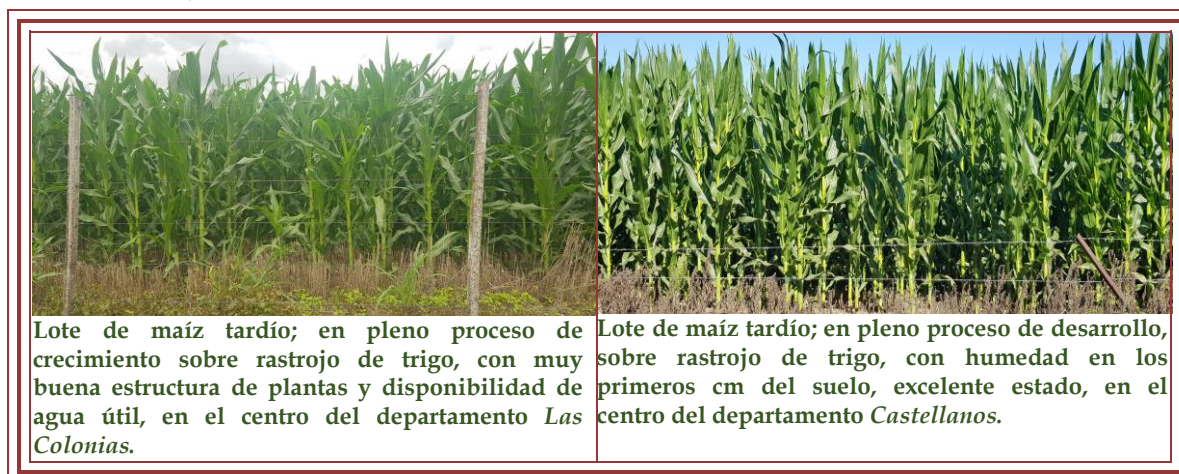 Lote de maíz tardío; en pleno proceso de
crecimiento sobre rastrojo de trigo, con muy
buena estructura de plantas y disponibilidad de
agua útil, en el centro del departamento Las
Colonias.
Lote de maíz tardío; en pleno proceso de desarrollo,
sobre rastrojo de trigo, con humedad en los
primeros cm del suelo, excelente estado, en el
centro del departamento Castellanos.